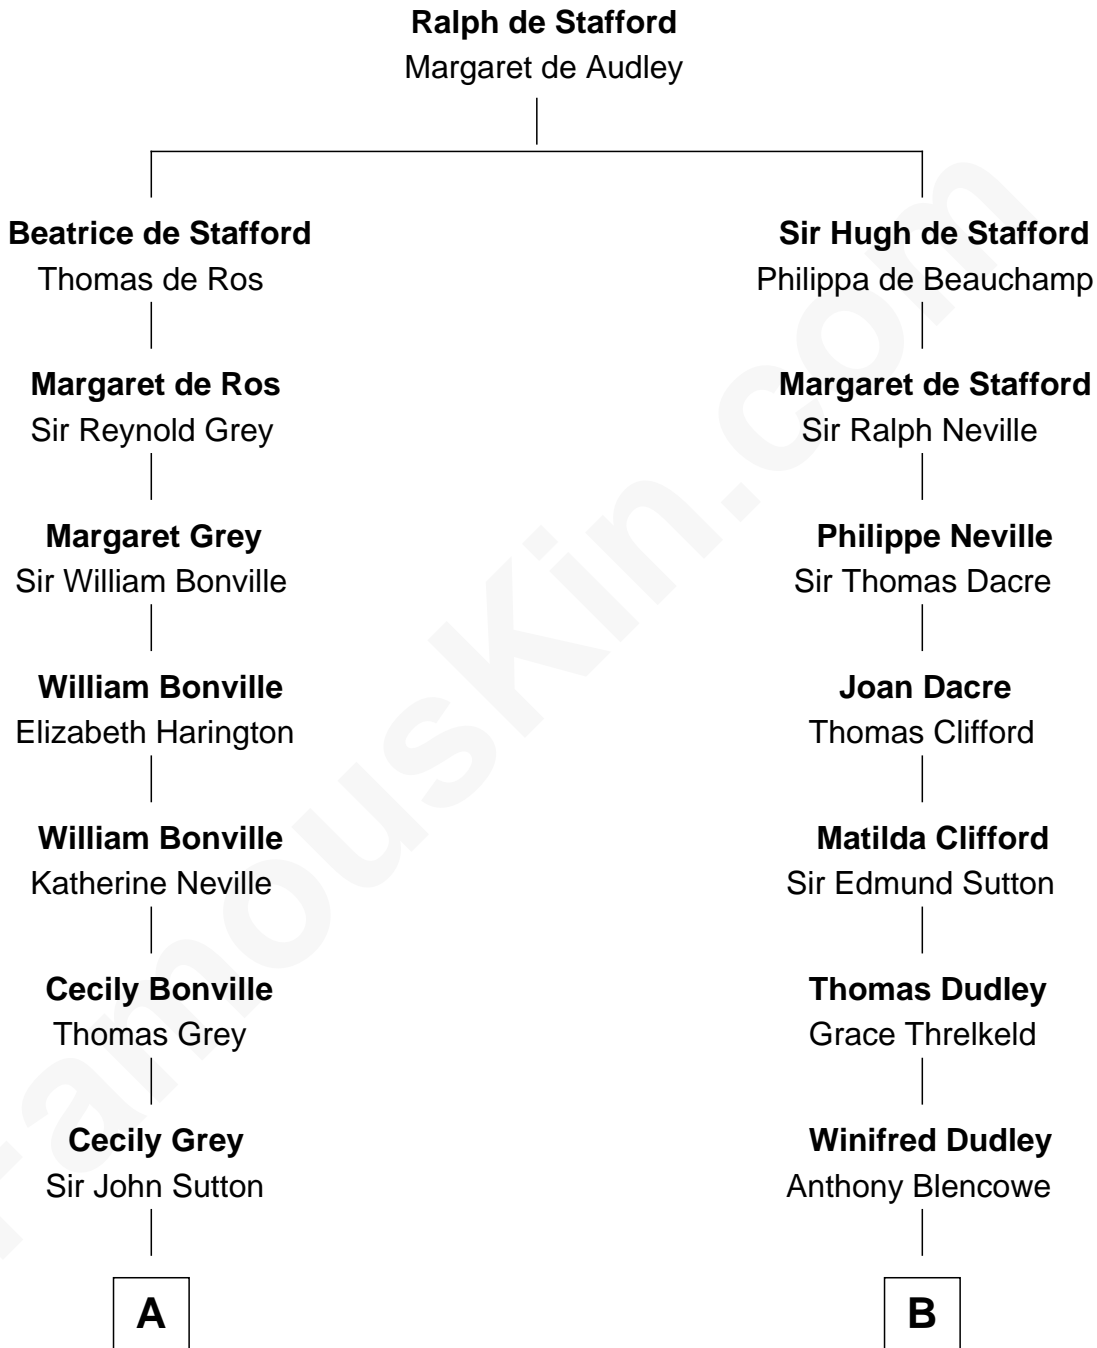 Ralph de Stafford
Margaret de Audley
Beatrice de Stafford
Thomas de Ros
Sir Hugh de Stafford
Philippa de Beauchamp
Margaret de Ros
Sir Reynold Grey
Margaret de Stafford
Sir Ralph Neville
Margaret Grey
Sir William Bonville
Philippe Neville
Sir Thomas Dacre
William Bonville
Elizabeth Harington
Joan Dacre
Thomas Clifford
William Bonville
Katherine Neville
Matilda Clifford
Sir Edmund Sutton
Cecily Bonville
Thomas Grey
Thomas Dudley
Grace Threlkeld
Cecily Grey
Sir John Sutton
Winifred Dudley
Anthony Blencowe
A
B
FamousKin.com